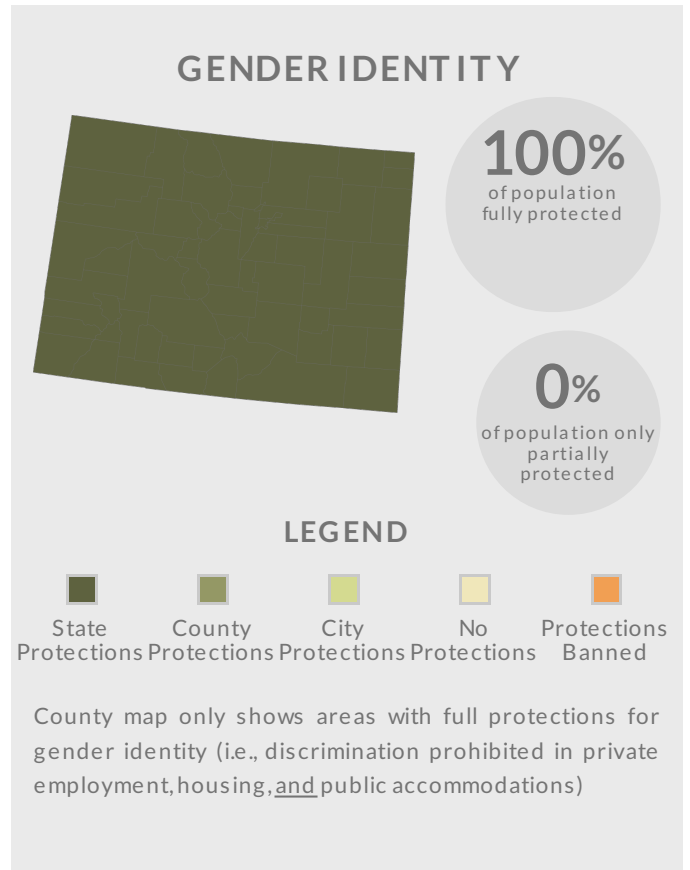 GENDER IDENTITY
100%
of population
fully protected
0%
of population only
partially
protected
LEGEND
State
Protections
County
Protections
City
Protections
No
Protections
Protections
Banned
County map only shows areas with full protections for
gender identity (i.e., discrimination prohibited in private
employment, housing, and public accommodations)